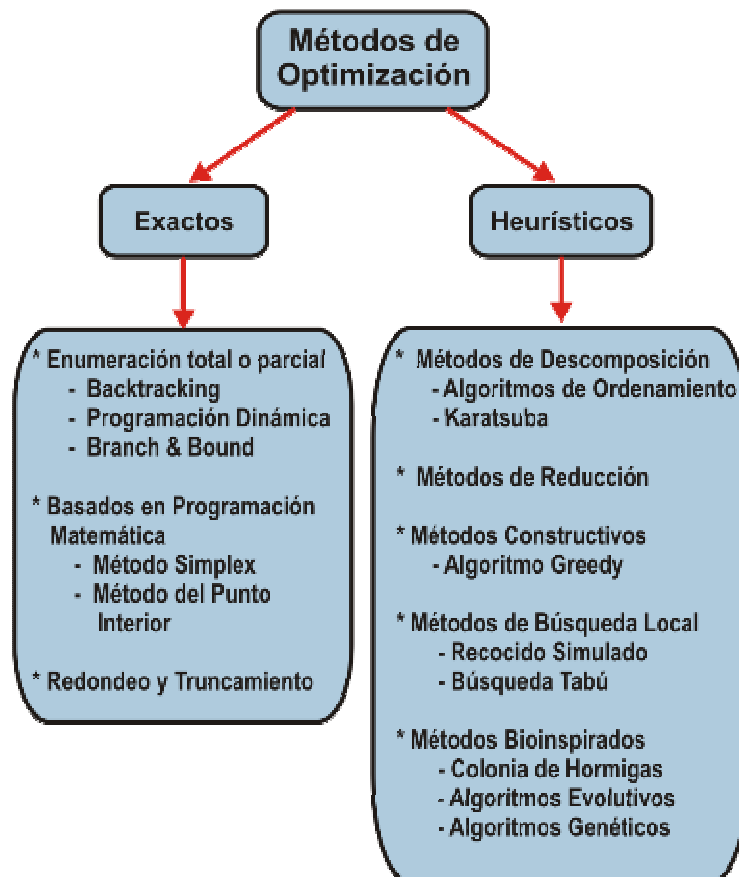 Métodos de
Optimización
Exactos
Heurísticos
* Enumeración total o parcial
- Backtracking
- Programación Dinámica
- Branch & Bound
* Basados en Programación
Matemática
- Método Simplex
- Método del Punto
Interior
* Redondeo y Truncamiento
* Métodos de Descomposición
- Algoritmos de Ordenamiento
- Karatsuba
* Métodos de Reducción
* Métodos Constructivos
- Algoritmo Greedy
* Métodos de Búsqueda Local
- Recocido Simulado
- Búsqueda Tabú
* Métodos Bioinspirados
- Colonia de Hormigas
- Algoritmos Evolutivos
- Algoritmos Genéticos